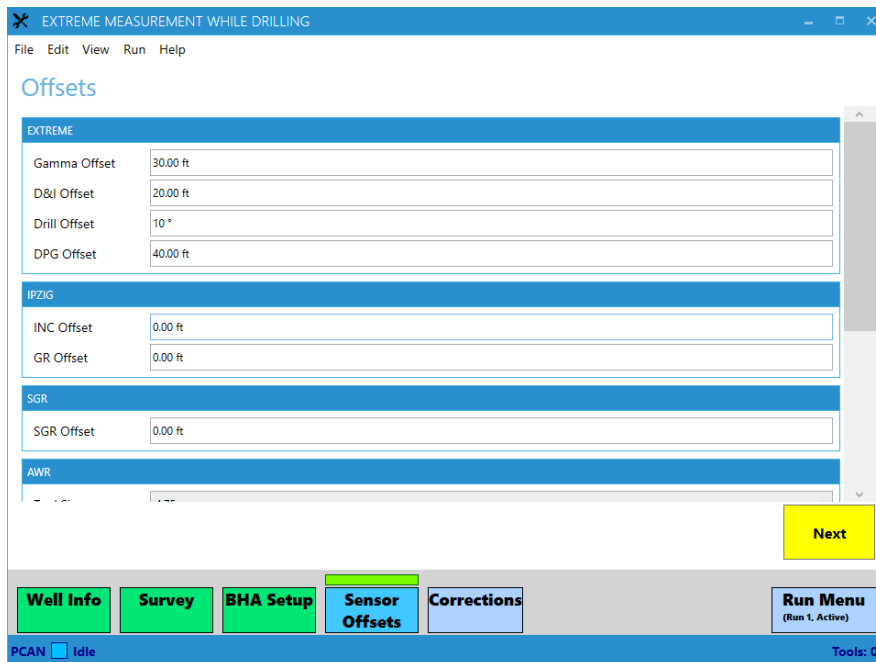 EXTREME MEASUREMENT WHILE DRILLING
File Edit View Run Help
Offsets
EXTREME
Gamma Offset 30.00 ft
D&I Offset 20.00 ft
Drill Offset 10 °
DPG Offset 40.00 ft
IPZIG
INC Offset 0.00 ft
GR Offset 0.00 ft
SGR
SGR Offset 0.00 ft
AWR
Next
Well Info Survey BHA Setup Sensor Offsets Corrections Run Menu
(Run 1, Active)
PCAN Idle Tools: 0